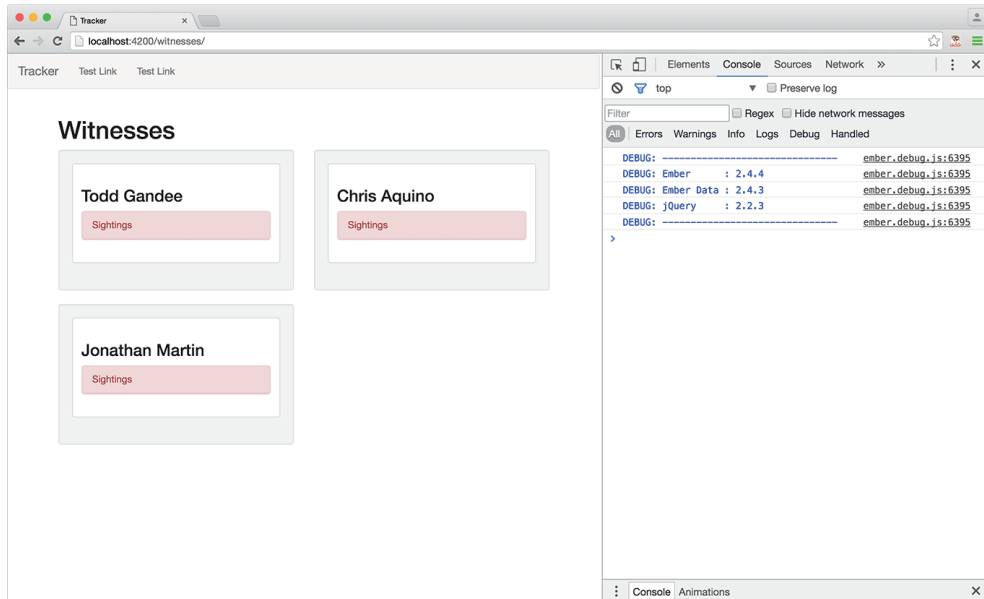 Tracker
localhost:4200/witnesses/
Tracker Test Link Test Link
Witnesses
Todd Gandee
Sightings
Chris Aquino
Sightings
Jonathan Martin
Sightings
Elements Console Sources Network »
top ▼ Preserve log
Filter Regex Hide network messages
All Errors Warnings Info Logs Debug Handled
DEBUG: ------------------------------- ember.debug.js:6395
DEBUG: Ember : 2.4.4 ember.debug.js:6395
DEBUG: Ember Data : 2.4.3 ember.debug.js:6395
DEBUG: jQuery : 2.2.3 ember.debug.js:6395
DEBUG: ------------------------------- ember.debug.js:6395
>
Console Animations